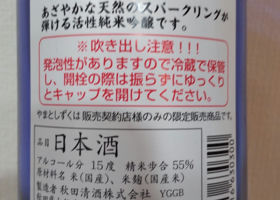 あざやかな天然のスパークリングが
弾ける活性純米吟醸です。
※吹き出し注意!!!
発泡性がありますので冷蔵で保管
し、開栓の際は振らずにゆっくり
とキャップを開けてください。
やまとしずくは販売契約店様のみの限定販売商品です。
品目 日本酒
アルコール分 15度 精米歩合 55%
原材料名 米(国産)、米麹(国産米)
製造者 秋田清酒株式会社 YGGB